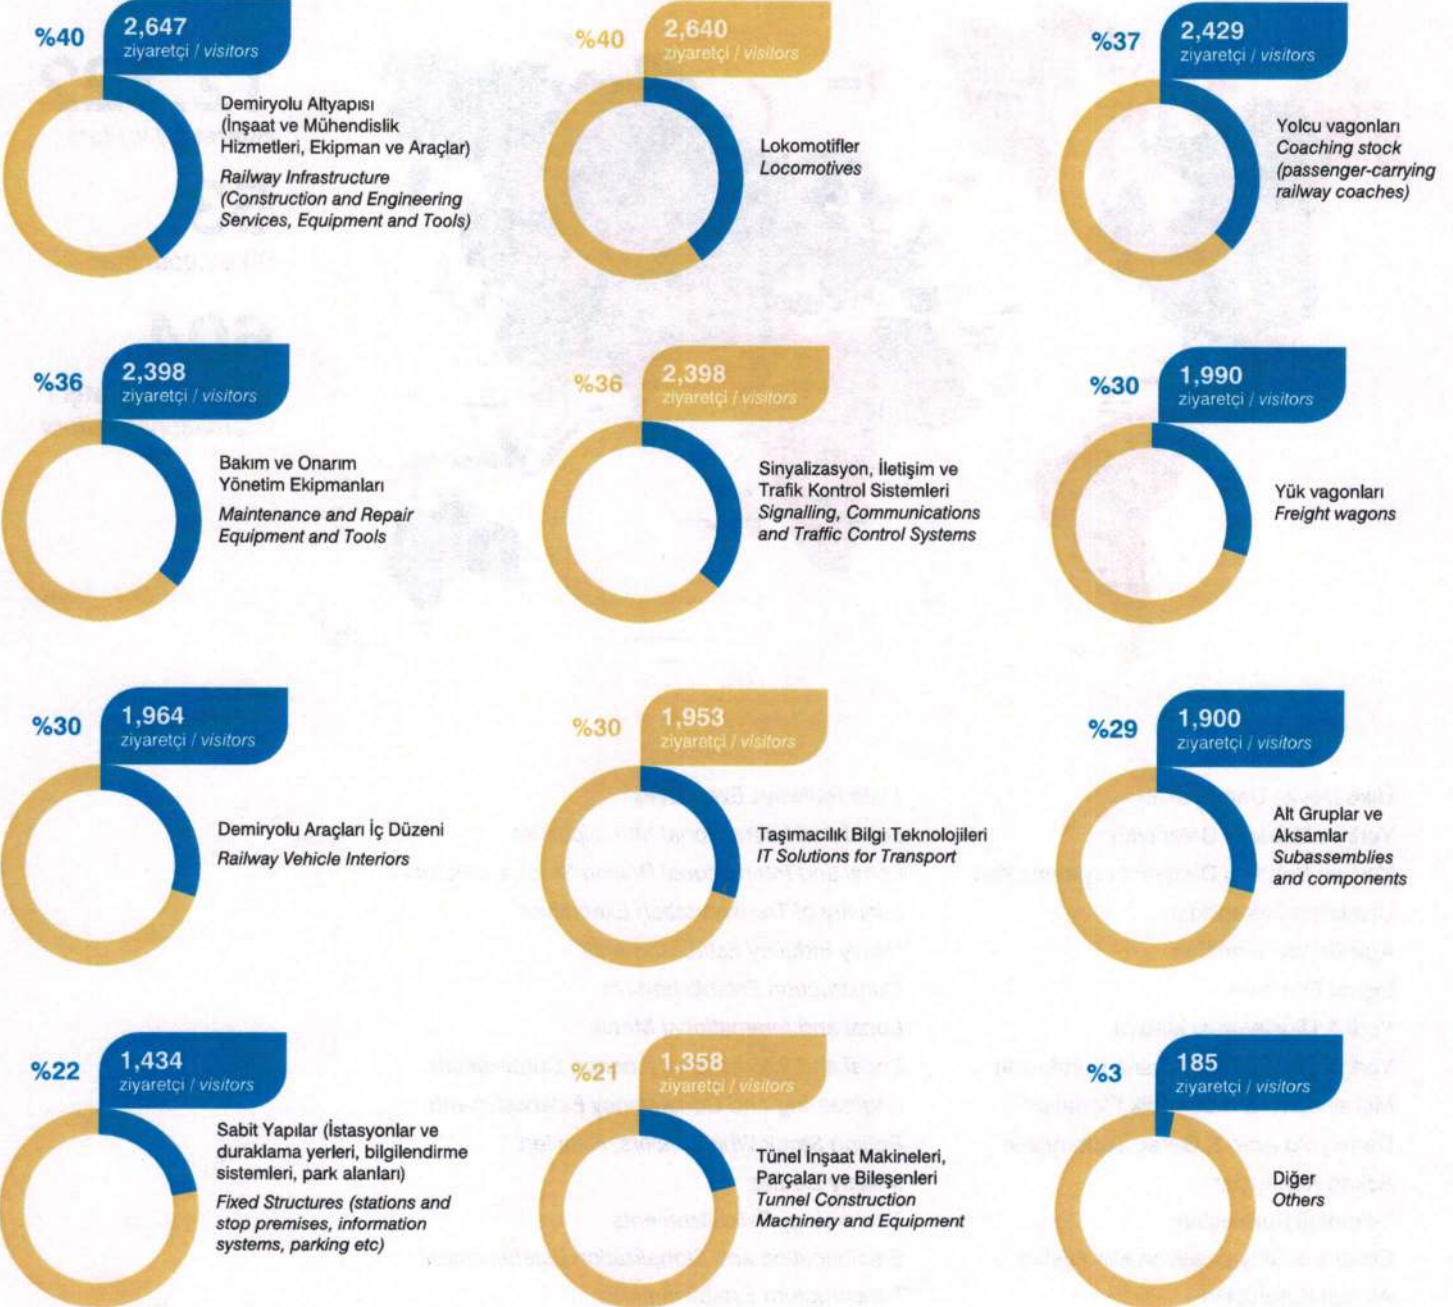 %40
2,647
ziyaretçi / visitors
Demiryolu Altyapısı
(İnşaat ve Mühendislik
Hizmetleri, Ekipman ve Araçlar)
Railway Infrastructure
(Construction and Engineering
Services, Equipment and Tools)
%40
2,640
ziyaretçi / visitors
Lokomotifler
Locomotives
%37
2,429
ziyaretçi / visitors
Yolcu vagonları
Coaching stock
(passenger-carrying
railway coaches)
%36
2,398
ziyaretçi / visitors
Bakım ve Onarım
Yönetim Ekipmanları
Maintenance and Repair
Equipment and Tools
%36
2,398
ziyaretçi / visitors
Sinyalizasyon, İletişim ve
Trafik Kontrol Sistemleri
Signalling, Communications
and Traffic Control Systems
%30
1,990
ziyaretçi / visitors
Yük vagonları
Freight wagons
%30
1,964
ziyaretçi / visitors
Demiryolu Araçları İç Düzeni
Railway Vehicle Interiors
%30
1,953
ziyaretçi / visitors
Taşımacılık Bilgi Teknolojileri
IT Solutions for Transport
%29
1,900
ziyaretçi / visitors
Alt Gruplar ve
Aksamlar
Subassemblies
and components
%22
1,434
ziyaretçi / visitors
Sabit Yapılar (İstasyonlar ve
duraklama yerleri, bilgilendirme
sistemleri, park alanları)
Fixed Structures (stations and
stop premises, information
systems, parking etc)
%21
1,358
ziyaretçi / visitors
Tünel İnşaat Makineleri,
Parçaları ve Bileşenleri
Tunnel Construction
Machinery and Equipment
%3
185
ziyaretçi / visitors
Diğer
Others